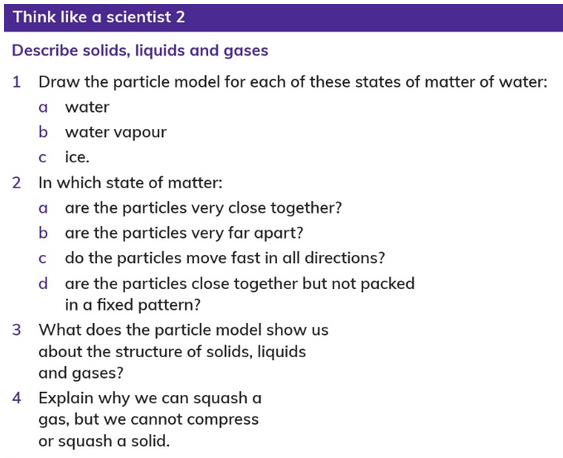 Think like a scientist 2
Describe solids, liquids and gases
1 Draw the particle model for each of these states of matter of water:
a water
b water vapour
c ice.
2 In which state of matter:
a are the particles very close together?
b are the particles very far apart?
c do the particles move fast in all directions?
d are the particles close together but not packed
in a fixed pattern?
3 What does the particle model show us
about the structure of solids, liquids
and gases?
4 Explain why we can squash a
gas, but we cannot compress
or squash a solid.